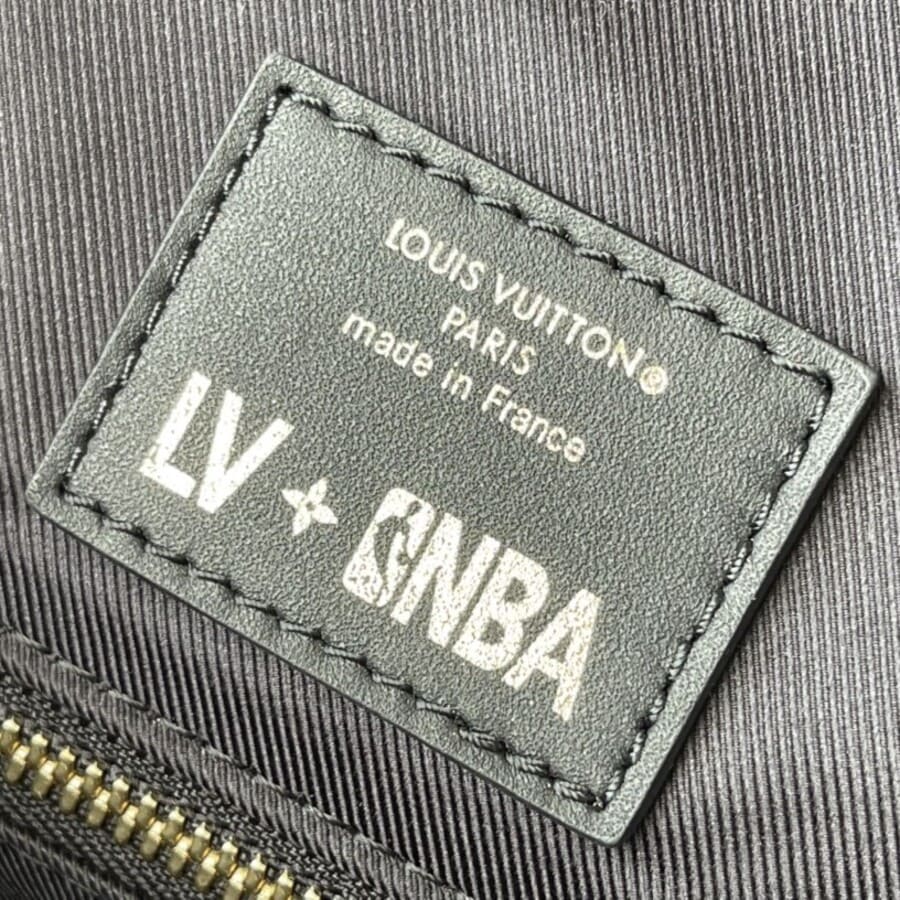 LOUIS VUITTON®
PARIS
made in France
LV + NBA